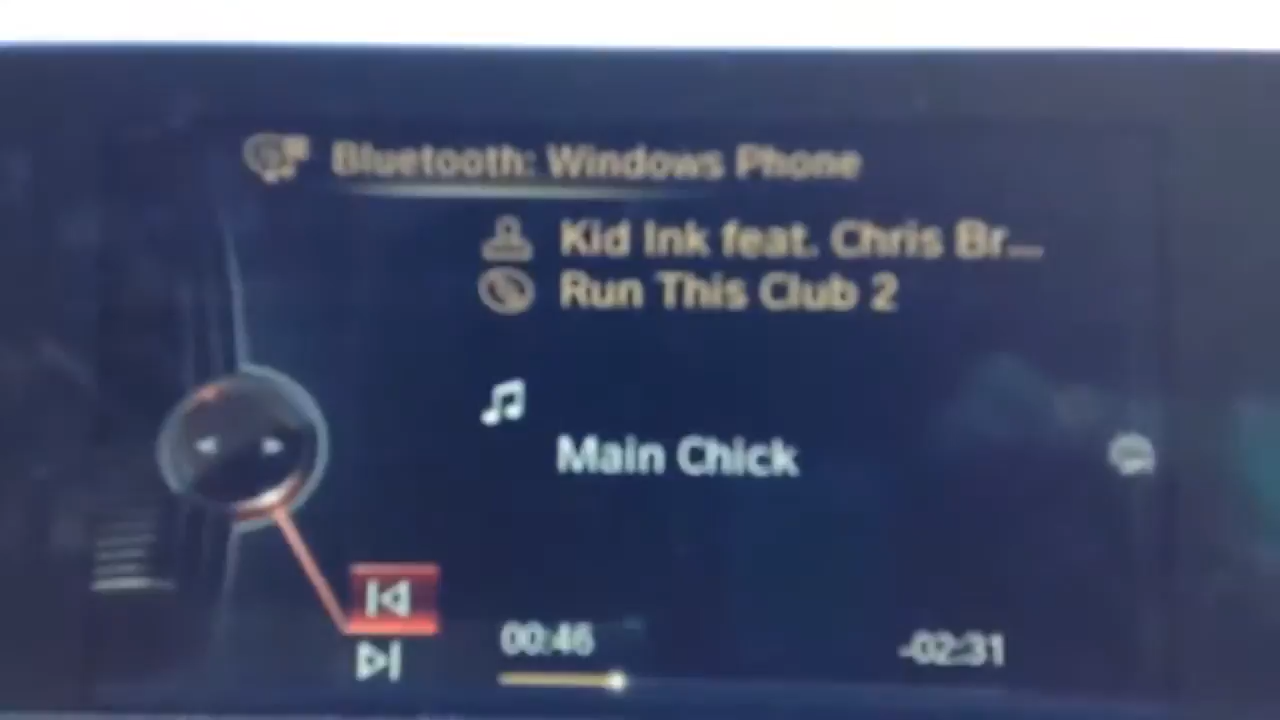 Bluetooth: Windows Phone
Kid Ink feat. Chris Br...
Run This Club 2
Main Chick
00:46
-02:31